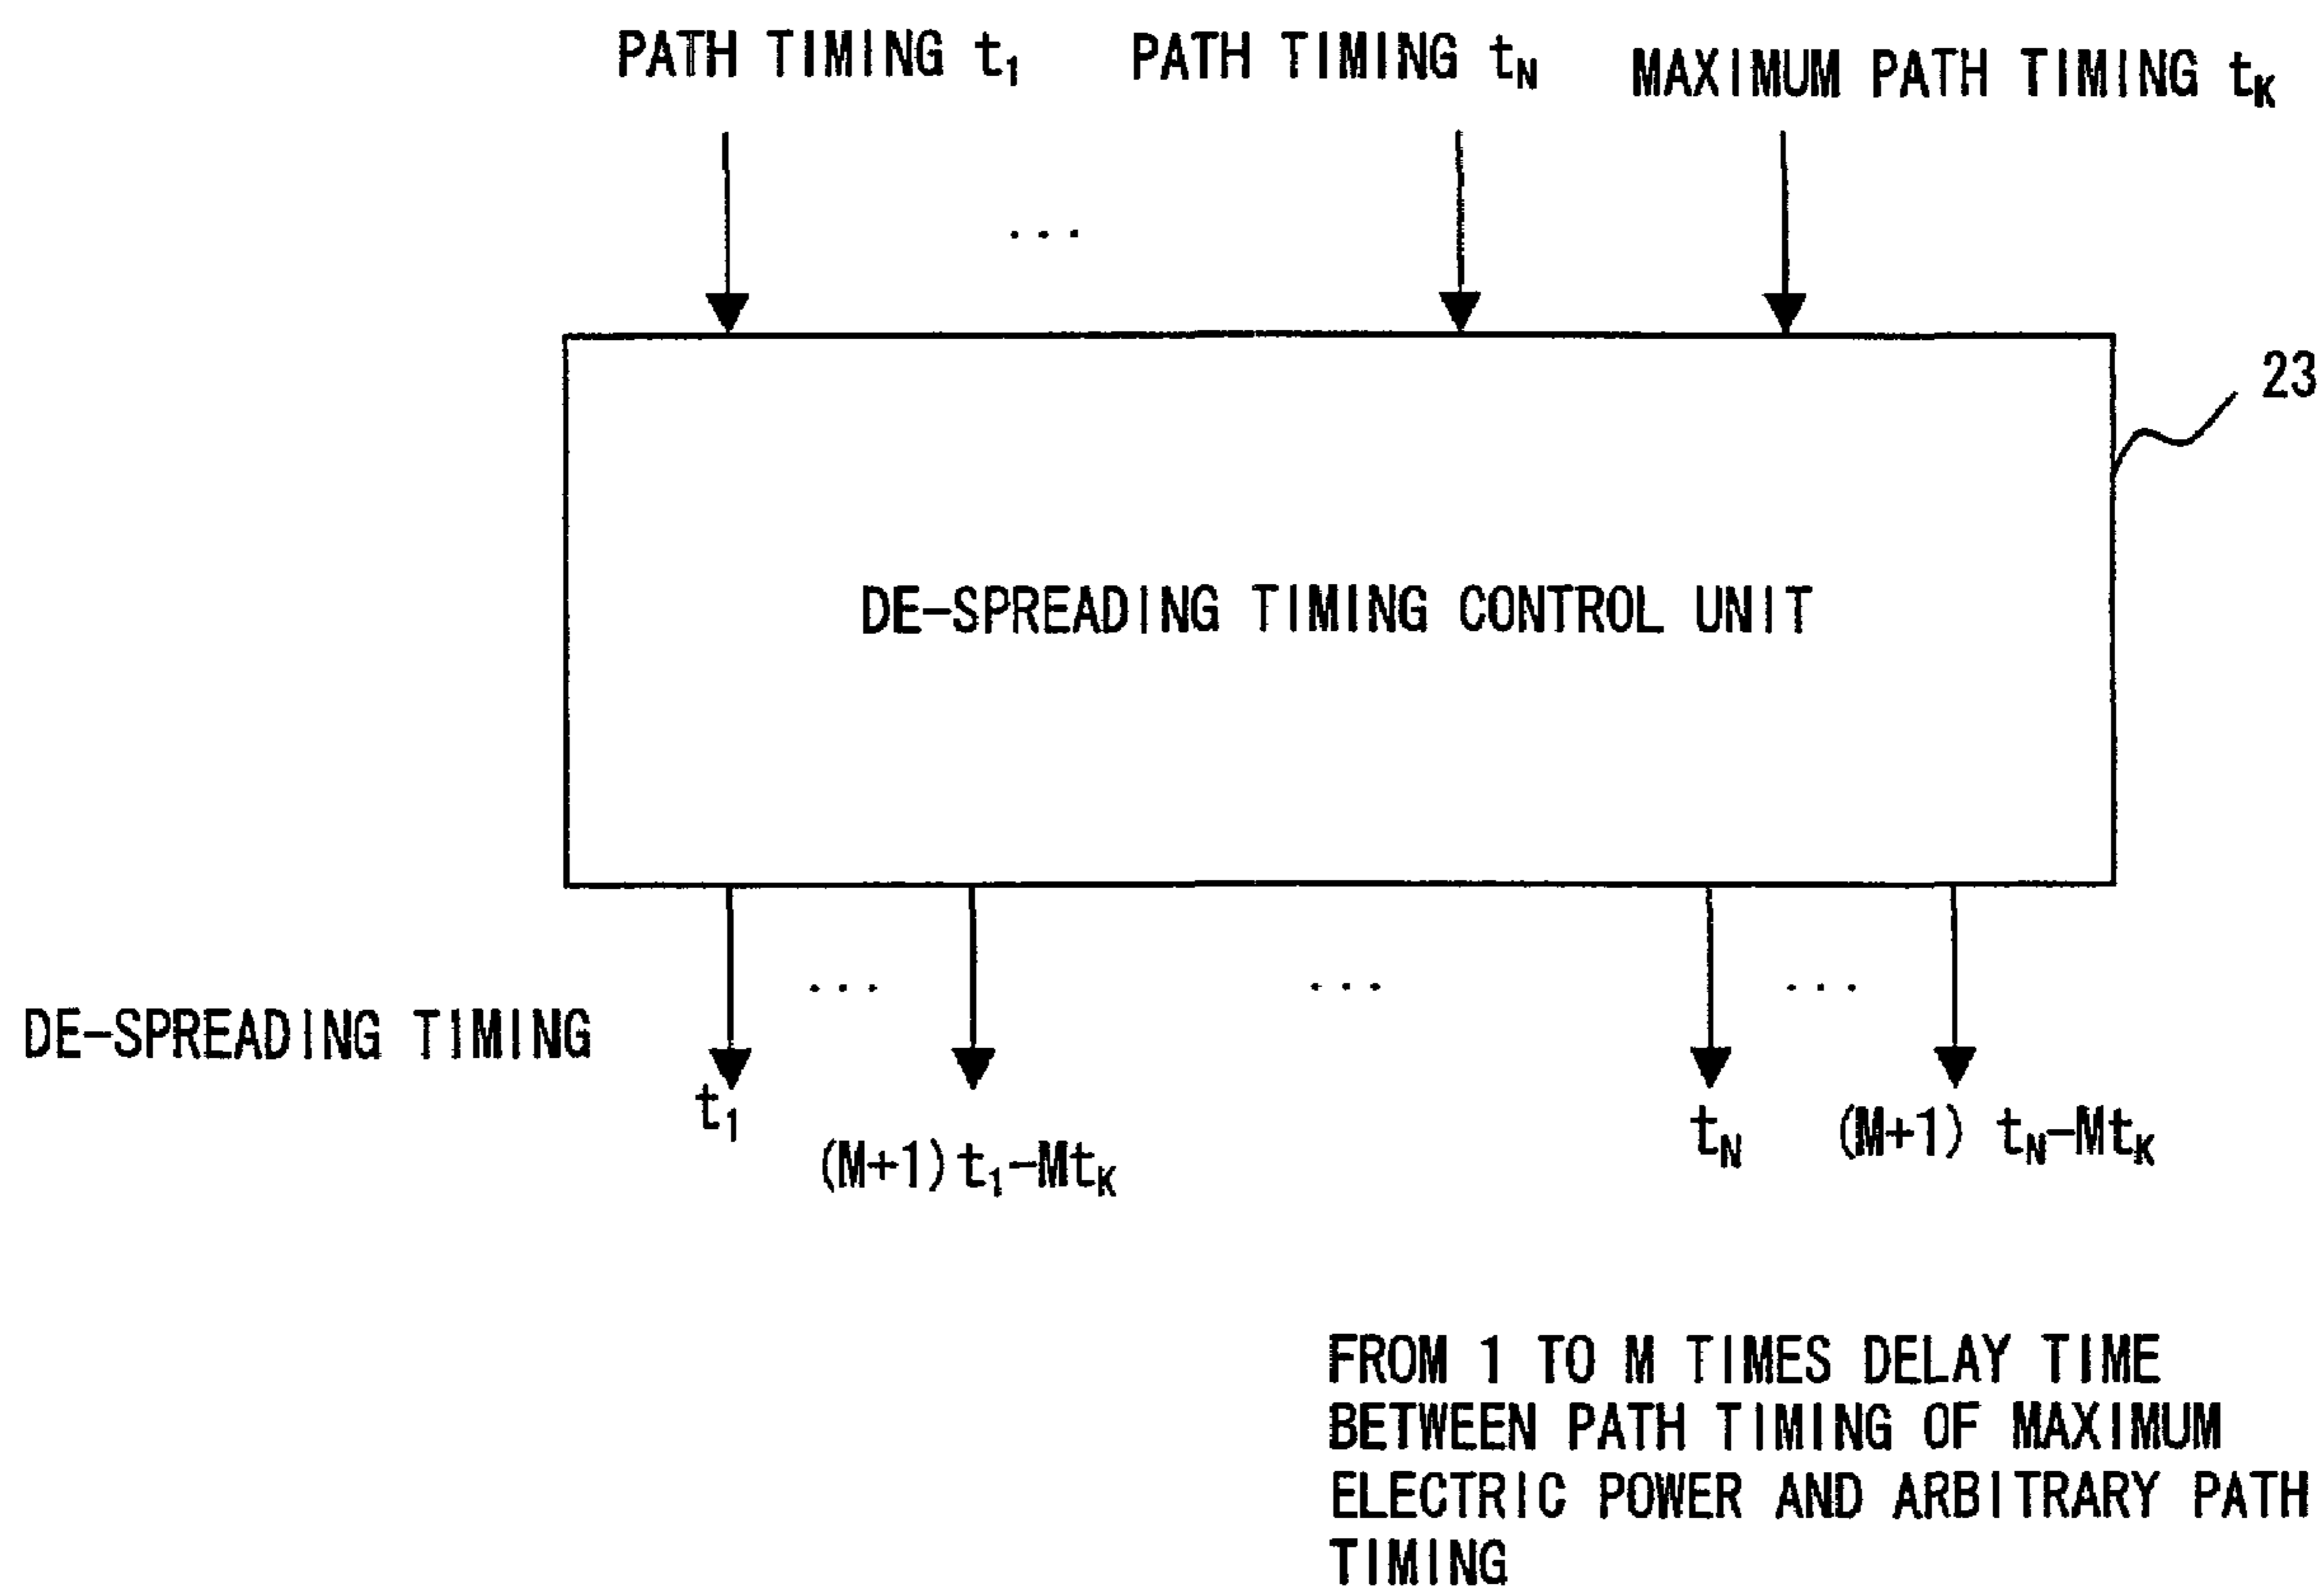 PATH TIMING t₁
PATH TIMING tN
MAXIMUM PATH TIMING tK
...
23
DE-SPREADING TIMING CONTROL UNIT
... ... ...
DE-SPREADING TIMING
t₁
(M+1)t₁-MtK
tN
(M+1) tN-MtK
FROM 1 TO M TIMES DELAY TIME
BETWEEN PATH TIMING OF MAXIMUM
ELECTRIC POWER AND ARBITRARY PATH
TIMING